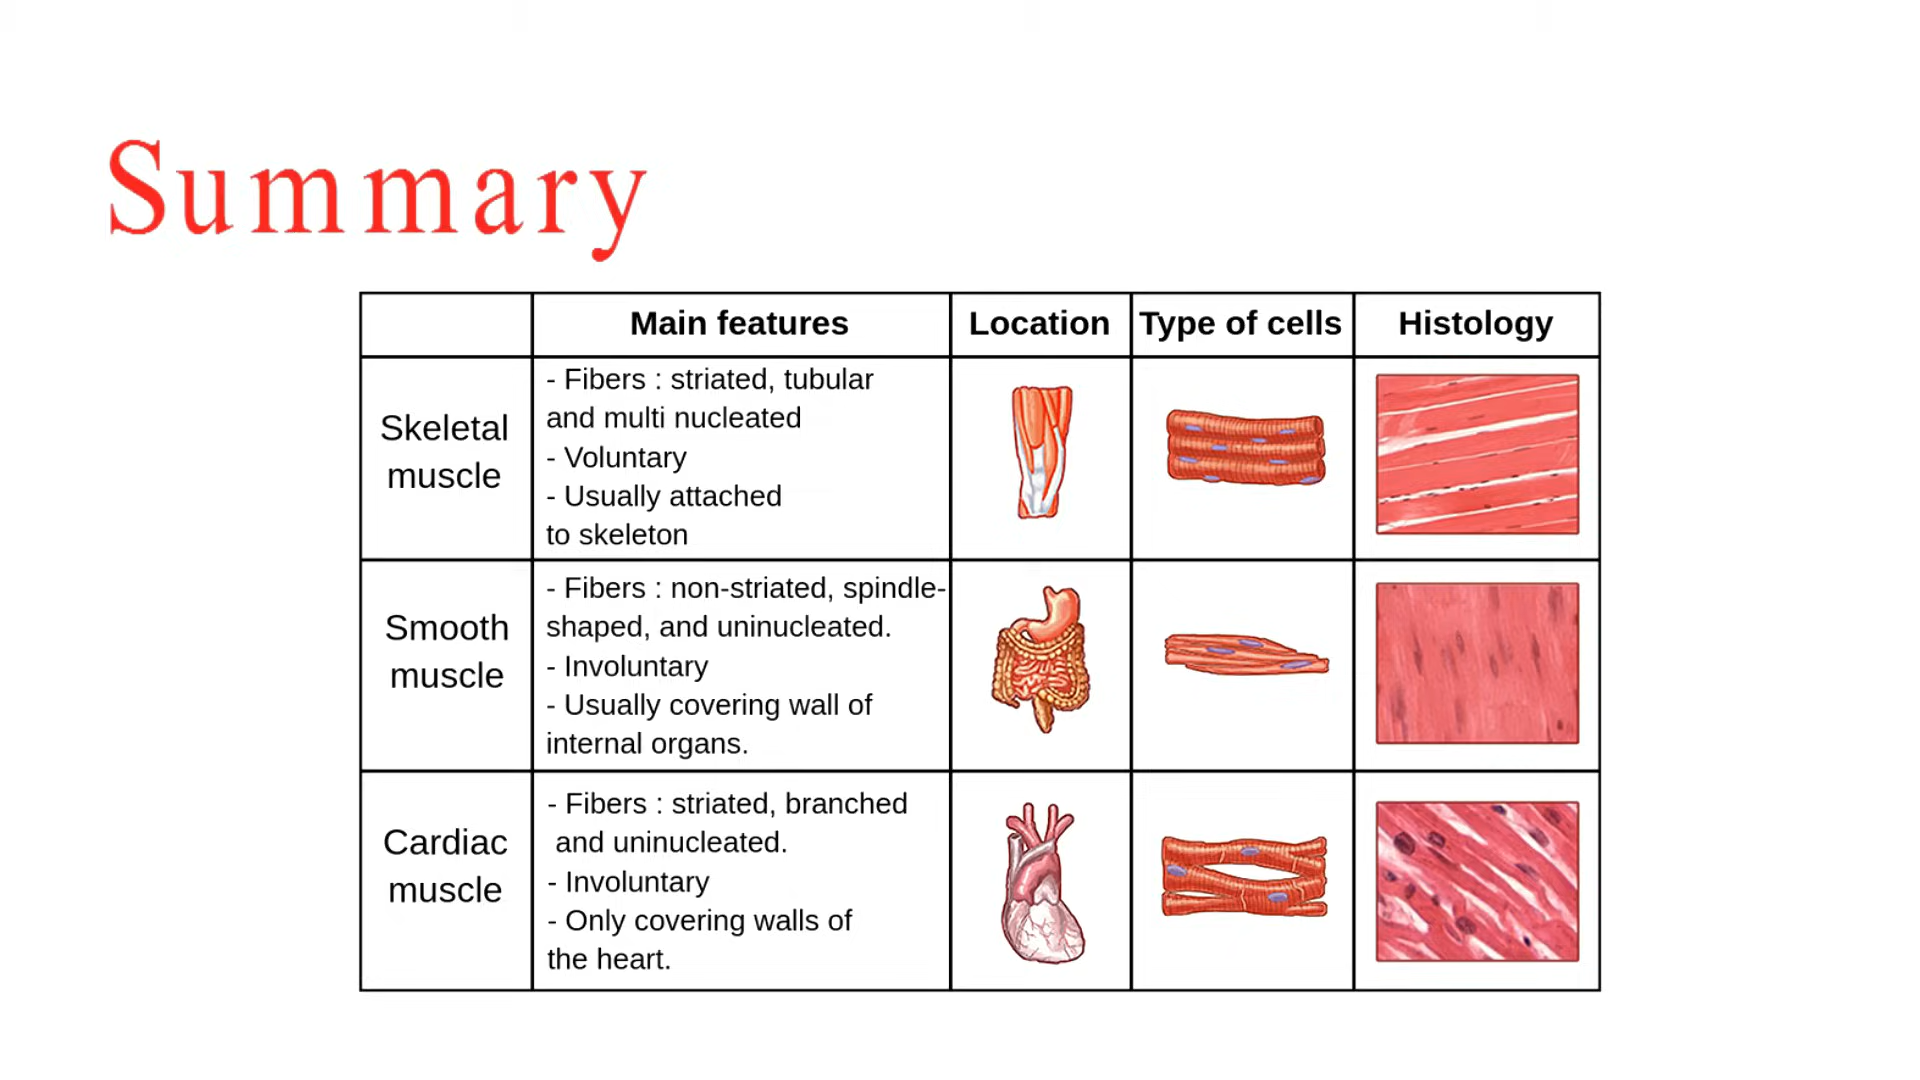 Summary
Main features
Location
Type of cells
Histology
Skeletal
muscle
- Fibers : striated, tubular
and multi nucleated
- Voluntary
- Usually attached
to skeleton
Smooth
muscle
- Fibers : non-striated, spindle-
shaped, and uninucleated.
- Involuntary
- Usually covering wall of
internal organs.
Cardiac
muscle
- Fibers : striated, branched
and uninucleated.
- Involuntary
- Only covering walls of
the heart.